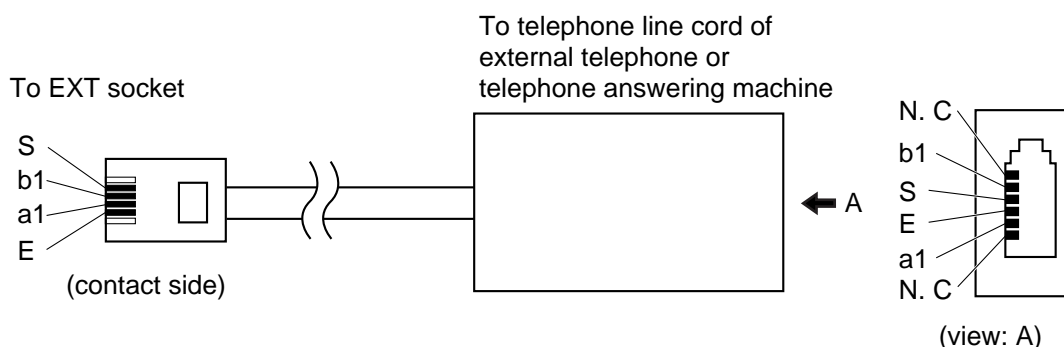 To telephone line cord of
external telephone or
telephone answering machine
To EXT socket
S
b1
a1
E
(contact side)
A
N. C
b1
S
E
a1
N. C
(view: A)